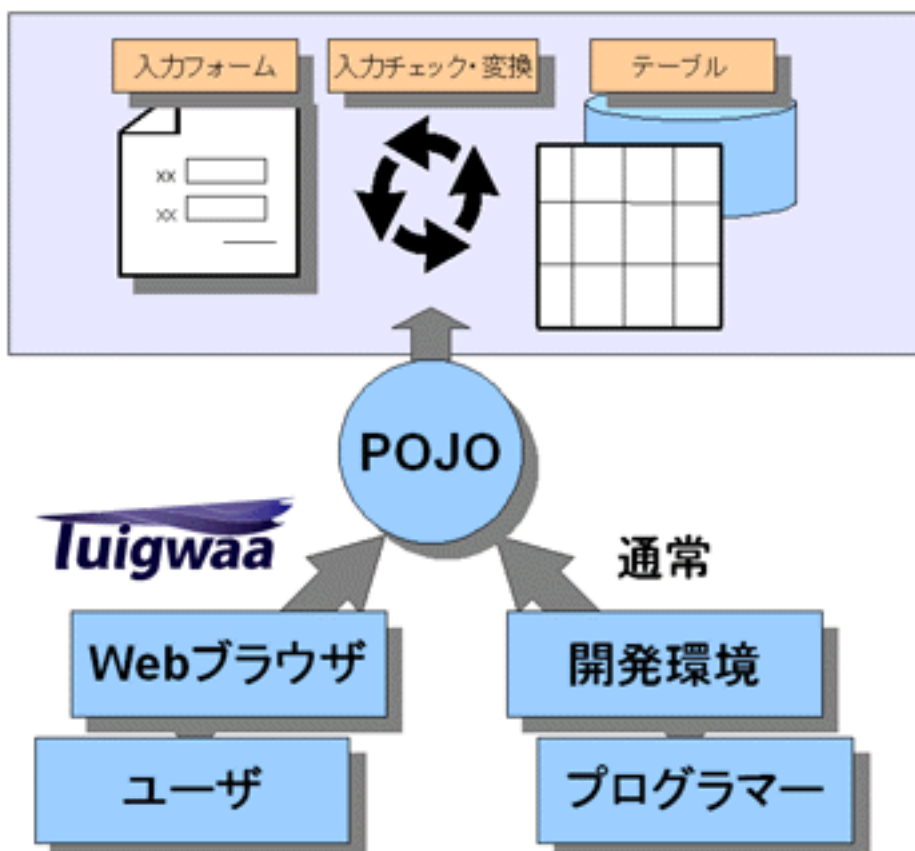 入力フォーム
入力チェック・変換
テーブル
xx
xx
POJO
Tuigwaa
通常
Webブラウザ
開発環境
ユーザ
プログラマー